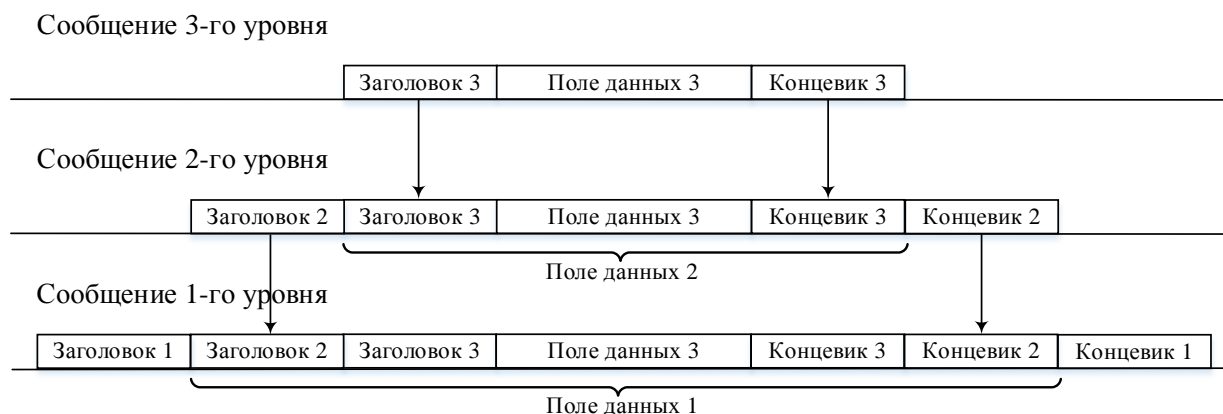 Сообщение 3-го уровня
Заголовок 3 Поле данных 3 Концевик 3
Сообщение 2-го уровня
Заголовок 2 Заголовок 3 Поле данных 3 Концевик 3 Концевик 2
Поле данных 2
Сообщение 1-го уровня
Заголовок 1 Заголовок 2 Заголовок 3 Поле данных 3 Концевик 3 Концевик 2 Концевик 1
Поле данных 1